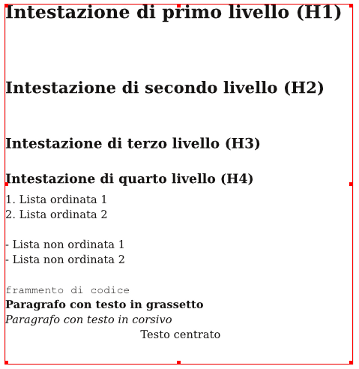 Intestazione di primo livello (H1)
Intestazione di secondo livello (H2)
Intestazione di terzo livello (H3)
Intestazione di quarto livello (H4)
1. Lista ordinata 1
2. Lista ordinata 2
- Lista non ordinata 1
- Lista non ordinata 2
frammento di codice
Paragrafo con testo in grassetto
Paragrafo con testo in corsivo
Testo centrato